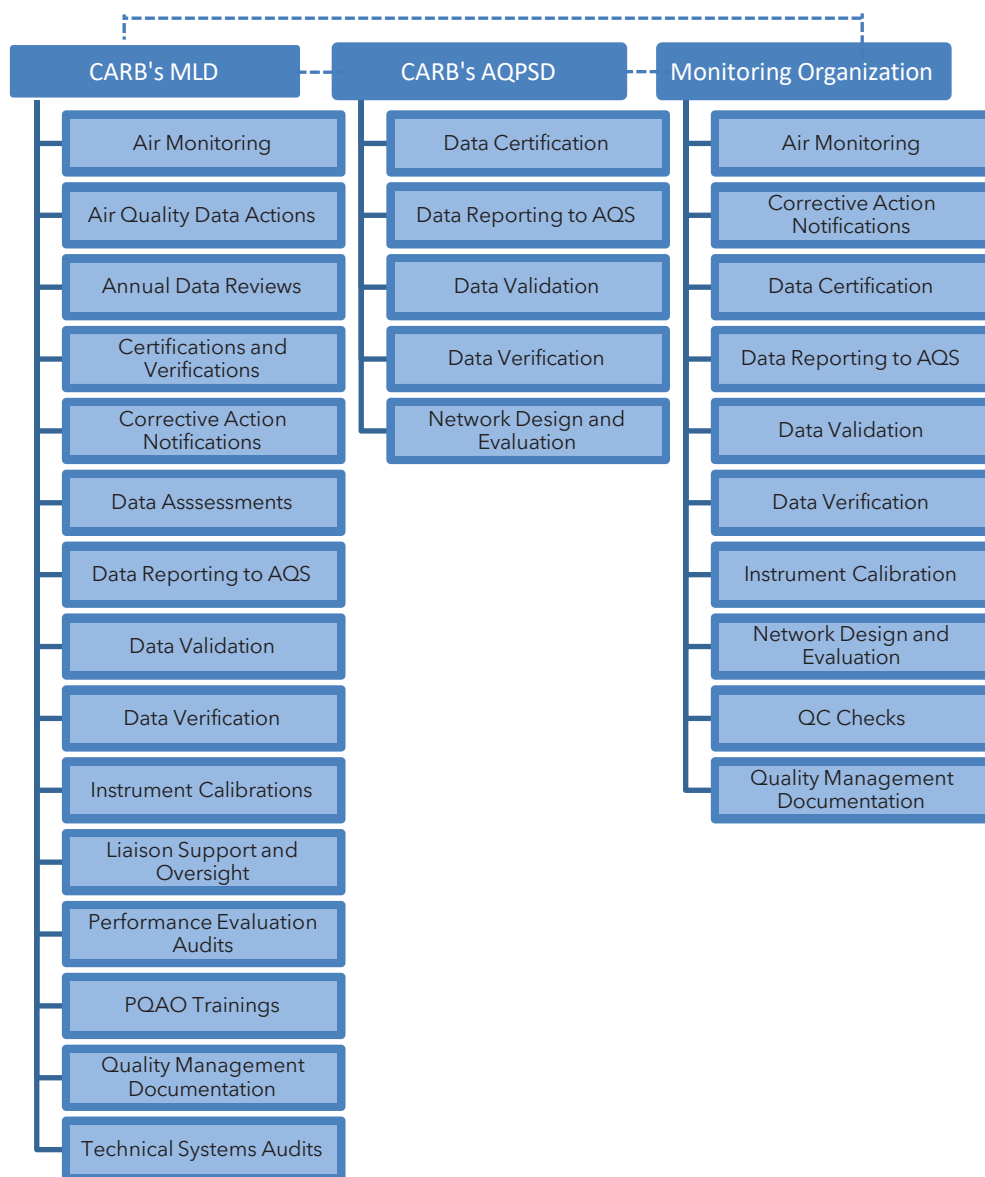 CARB's MLD
Air Monitoring
Air Quality Data Actions
Annual Data Reviews
Certifications and
Verifications
Corrective Action
Notifications
Data Asssessments
Data Reporting to AQS
Data Validation
Data Verification
Instrument Calibrations
Liaison Support and
Oversight
Performance Evaluation
Audits
PQAO Trainings
Quality Management
Documentation
Technical Systems Audits
CARB's AQPSD
Data Certification
Data Reporting to AQS
Data Validation
Data Verification
Network Design and
Evaluation
Monitoring Organization
Air Monitoring
Corrective Action
Notifications
Data Certification
Data Reporting to AQS
Data Validation
Data Verification
Instrument Calibration
Network Design and
Evaluation
QC Checks
Quality Management
Documentation